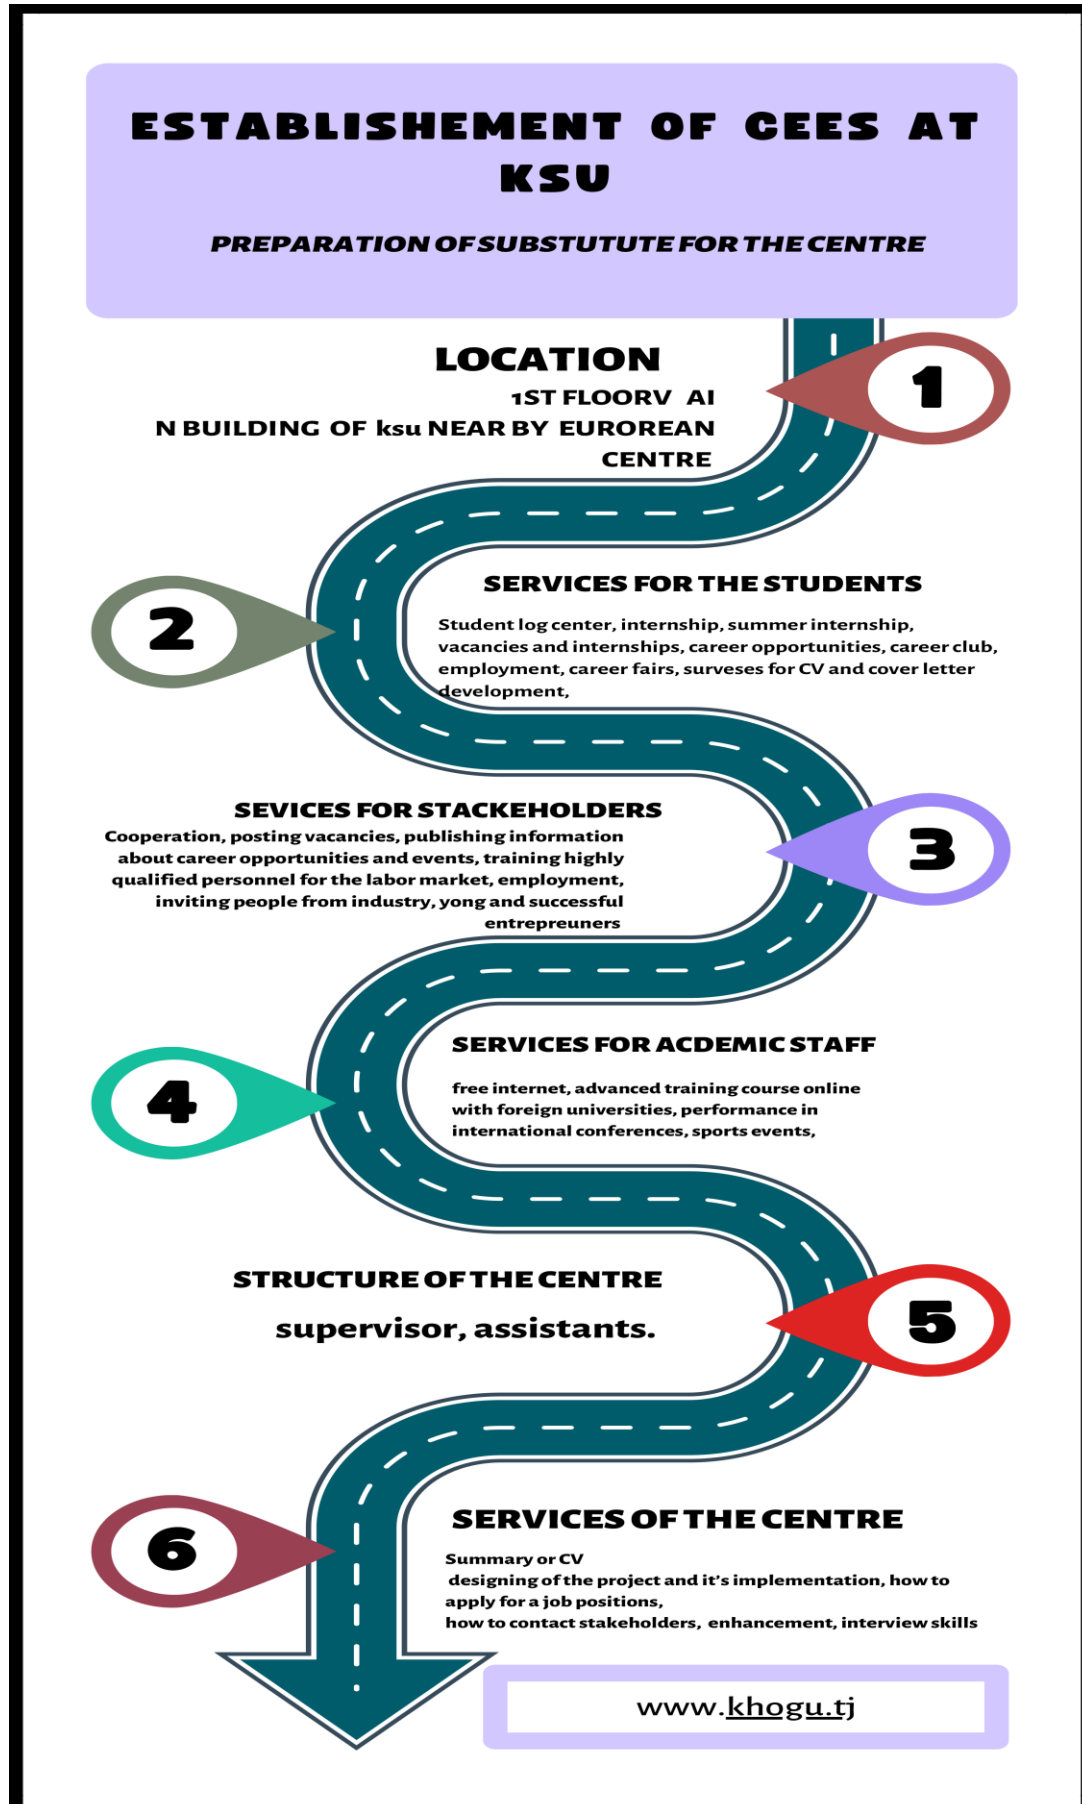 ESTABLISHEMENT OF CEES AT
KSU
PREPARATION OF SUBSTUTUTE FOR THE CENTRE
1
LOCATION
1ST FLOORV AI
N BUILDING OF ksu NEAR BY EUROREAN
CENTRE
2
SERVICES FOR THE STUDENTS
Student log center, internship, summer internship,
vacancies and internships, career opportunities, career club,
employment, career fairs, surveses for CV and cover letter
development,
3
SEVICES FOR STACKEHOLDERS
Cooperation, posting vacancies, publishing information
about career opportunities and events, training highly
qualified personnel for the labor market, employment,
inviting people from industry, yong and successful
entrepreuners
4
SERVICES FOR ACDEMIC STAFF
free internet, advanced training course online
with foreign universities, performance in
international conferences, sports events,
5
STRUCTURE OF THE CENTRE
supervisor, assistants.
6
SERVICES OF THE CENTRE
Summary or CV
designing of the project and it's implementation, how to
apply for a job positions,
how to contact stakeholders, enhancement, interview skills
www.khogu.tj